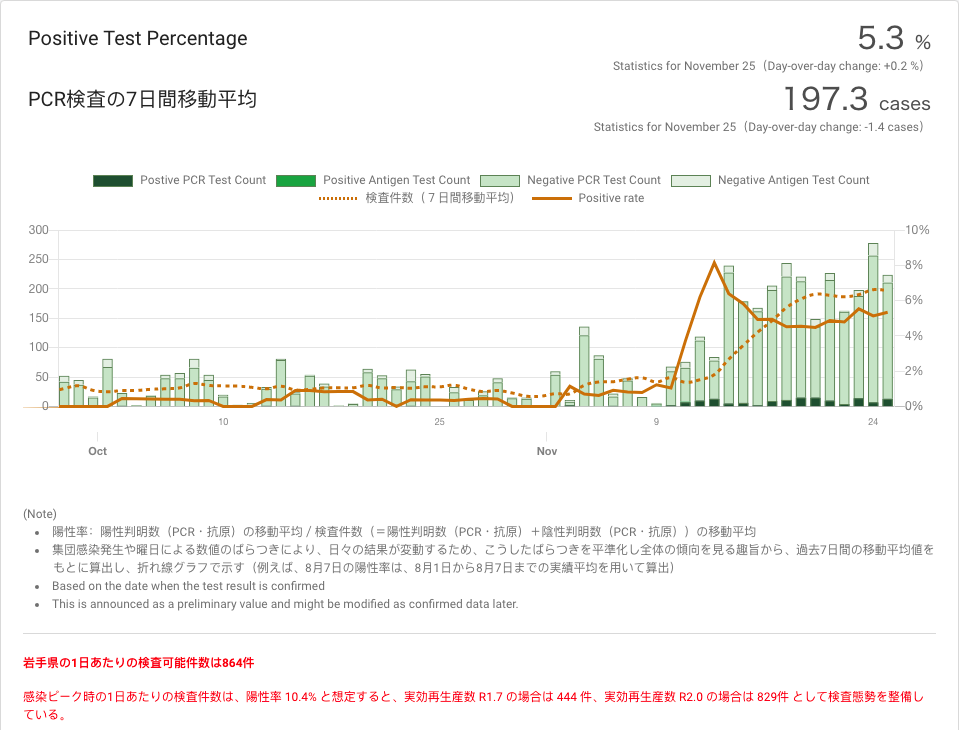 Positive Test Percentage
5.3 %
Statistics for November 25（Day-over-day change: +0.2 %）
PCR検査の7日間移動平均
197.3 cases
Statistics for November 25（Day-over-day change: -1.4 cases）
Postive PCR Test Count Positive Antigen Test Count Negative PCR Test Count Negative Antigen Test Count
検査件数（７日間移動平均） Positive rate
300 10%
250 8%
200 6%
150 4%
100 2%
50
0 0%
10 25 9 24
Oct Nov
(Note)
• 陽性率：陽性判明数（PCR・抗原）の移動平均 / 検査件数（＝陽性判明数（PCR・抗原）＋陰性判明数（PCR・抗原））の移動平均
• 集団感染発生や曜日による数値のばらつきにより、日々の結果が変動するため、こうしたばらつきを平準化し全体の傾向を見る趣旨から、過去7日間の移動平均値を
もとに算出し、折れ線グラフで示す（例えば、8月7日の陽性率は、8月1日から8月7日までの実績平均を用いて算出）
• Based on the date when the test result is confirmed
• This is announced as a preliminary value and might be modified as confirmed data later.
岩手県の1日あたりの検査可能件数は864件
感染ピーク時の1日あたりの検査件数は、陽性率 10.4% と想定すると、実効再生産数 R1.7 の場合は 444 件、実効再生産数 R2.0 の場合は 829件 として検査態勢を整備し
ている。